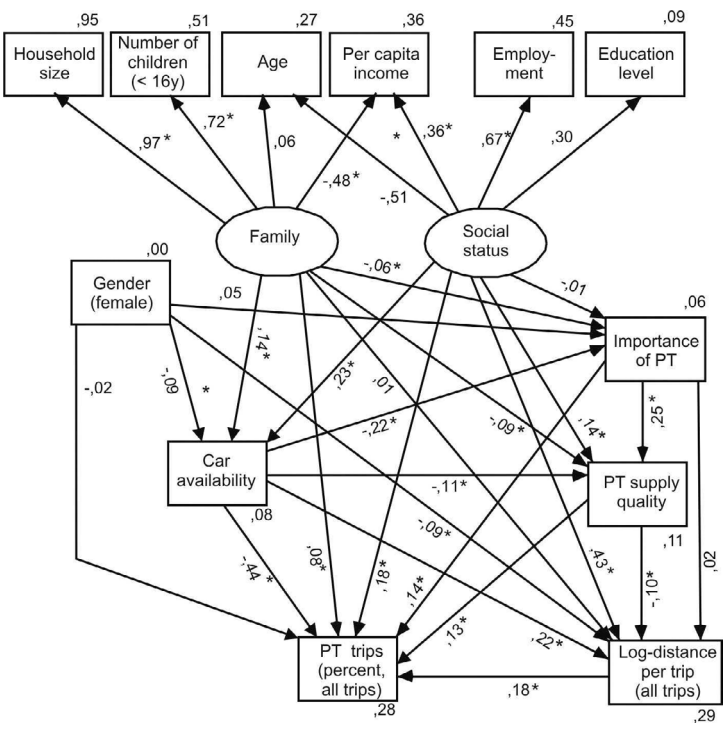 ,95
,51
,27
,36
,45
,09
Household
size
Number of
children
(< 16y)
Age
Per capita
income
Employ-
ment
Education
level
,97*
,72*
,06
-,48*
*
-,51
,36*
,67*
,30
Family
Social
status
,00
Gender
(female)
,05
-,06*
-,01
,06
Importance
of PT
-,02
-,09
*
,14*
,23*
,01
-,22*
-,09*
,14*
,25*
Car
availability
,08
-,11*
PT supply
quality
,11
-,09*
,02
-,44*
,08*
,18*
,14*
,43*
-,10*
,13*
,22*
PT trips
(percent,
all trips)
,28
,18*
Log-distance
per trip
(all trips)
,29